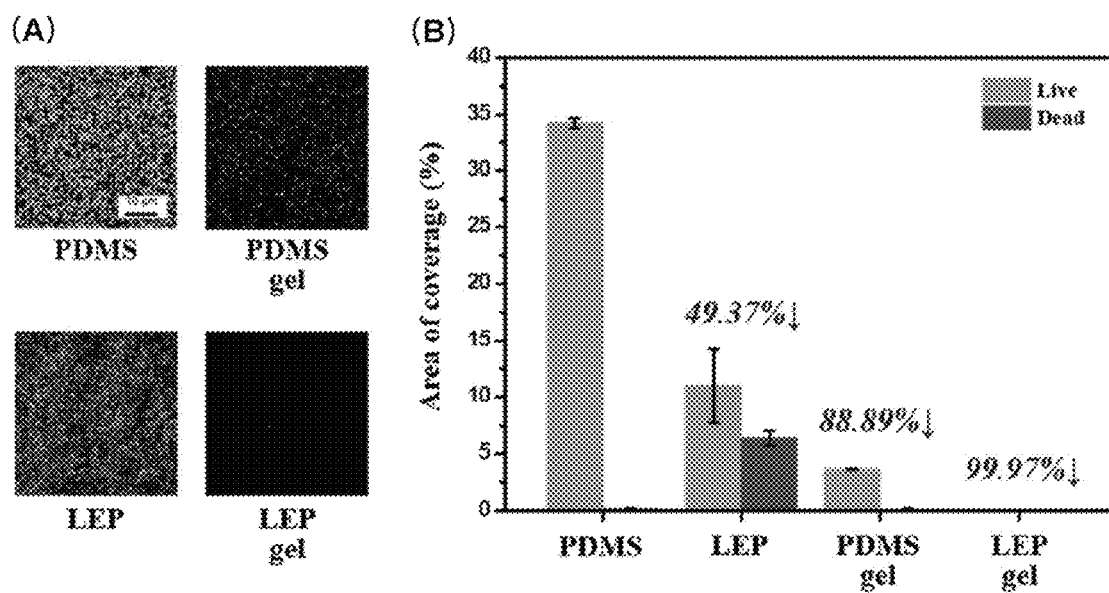 (A)
PDMS
PDMS
gel
LEP
LEP
gel
(B)
Area of coverage (%)
40
35
30
25
20
15
10
5
0
Live
Dead
49.37%↓
88.89%↓
99.97%↓
PDMS
LEP
PDMS
gel
LEP
gel